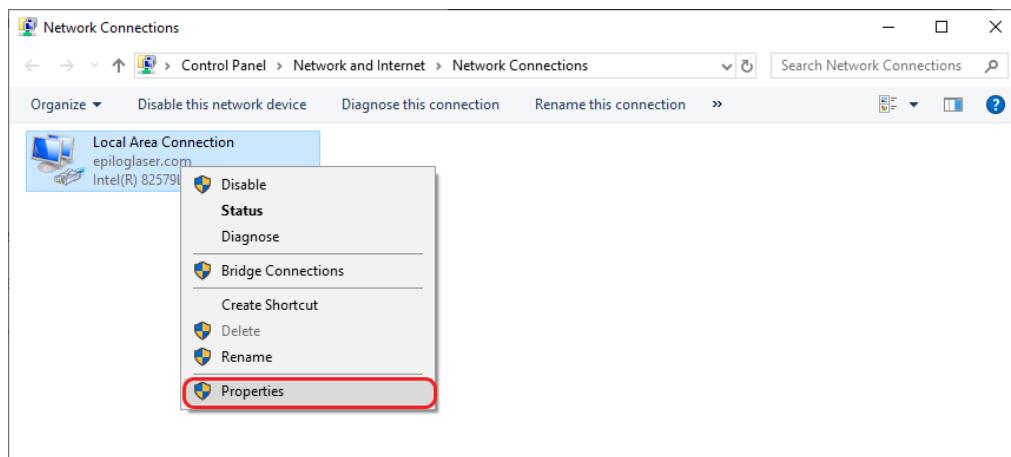 Network Connections
Control Panel > Network and Internet > Network Connections
Search Network Connections
Organize Disable this network device Diagnose this connection Rename this connection »
Local Area Connection
epiloglaser.com
Intel(R) 82579L
Disable
Status
Diagnose
Bridge Connections
Create Shortcut
Delete
Rename
Properties